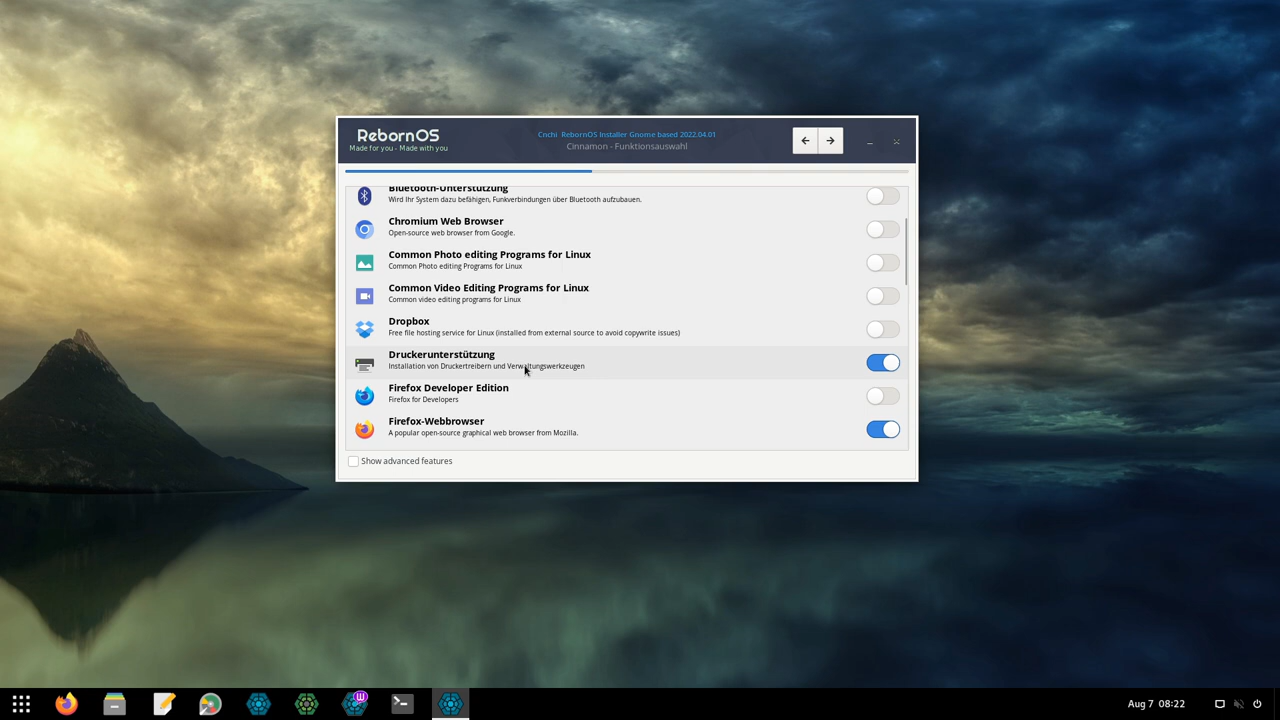 RebornOS
Made for you - Made with you
Cnchi RebornOS Installer Gnome based 2022.04.01
Cinnamon - Funktionsauswahl
Bluetooth-Unterstützung
Wird Ihr System dazu befähigen, Funkverbindungen über Bluetooth aufzubauen.
Chromium Web Browser
Open-source web browser from Google.
Common Photo editing Programs for Linux
Common Photo editing Programs for Linux
Common Video Editing Programs for Linux
Common video editing programs for Linux
Dropbox
Free file hosting service for Linux (installed from external source to avoid copywrite issues)
Druckerunterstützung
Installation von Druckertreibern und Verwaltungswerkzeugen
Firefox Developer Edition
Firefox for Developers
Firefox-Webbrowser
A popular open-source graphical web browser from Mozilla.
Show advanced features
W
Aug 7 08:22